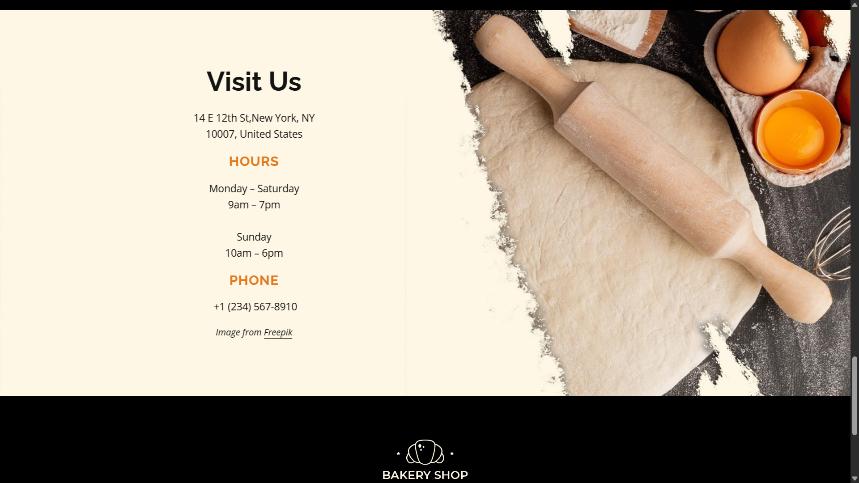 Visit Us
14 E 12th St,New York, NY
10007, United States
HOURS
Monday – Saturday
9am – 7pm
Sunday
10am – 6pm
PHONE
+1 (234) 567-8910
Image from Freepik
BAKERY SHOP